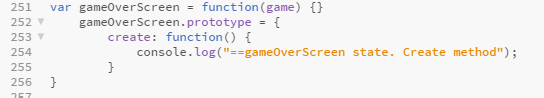 251 var gameOverScreen = function(game) {}
252 gameOverScreen.prototype = {
253 create: function() {
254 console.log("==gameOverScreen state. Create method");
255 }
256 }
257